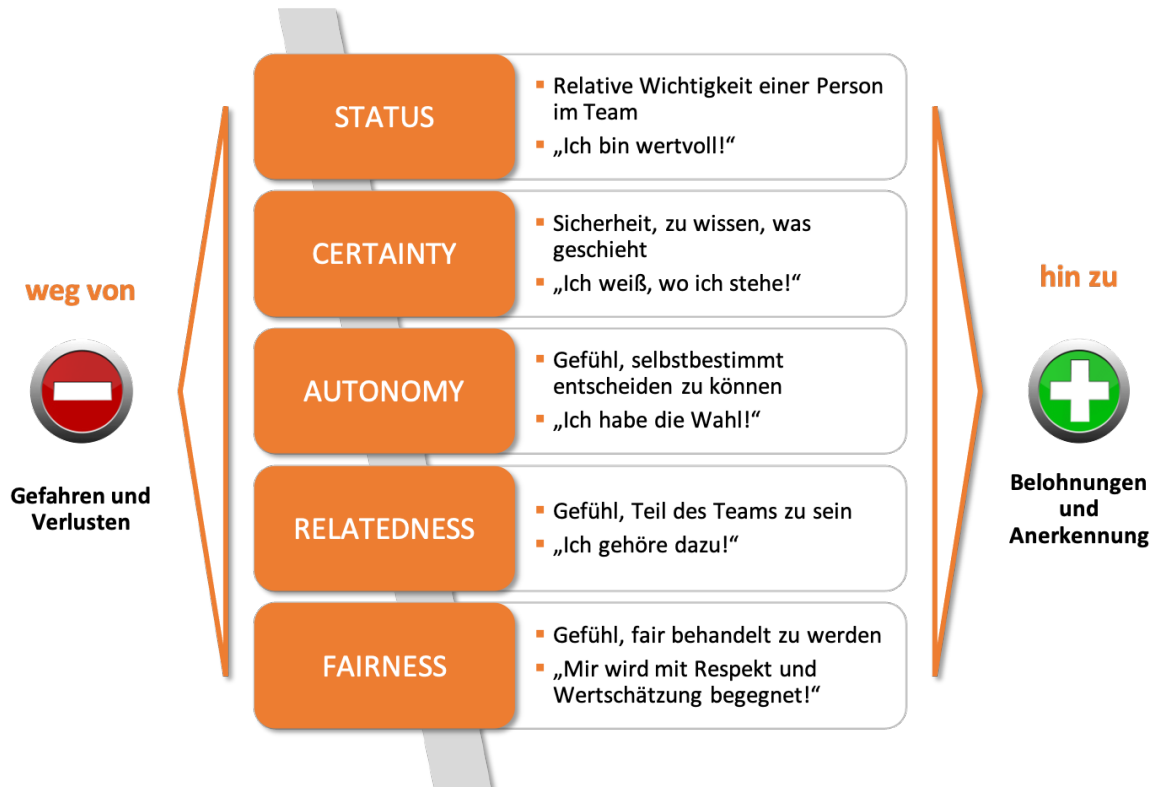 STATUS
▪ Relative Wichtigkeit einer Person
im Team
▪ „Ich bin wertvoll!“
CERTAINTY
▪ Sicherheit, zu wissen, was
geschieht
▪ „Ich weiß, wo ich stehe!“
weg von
Gefahren und
Verlusten
AUTONOMY
▪ Gefühl, selbstbestimmt
entscheiden zu können
▪ „Ich habe die Wahl!“
hin zu
Belohnungen
und
Anerkennung
RELATEDNESS
▪ Gefühl, Teil des Teams zu sein
▪ „Ich gehöre dazu!“
FAIRNESS
▪ Gefühl, fair behandelt zu werden
▪ „Mir wird mit Respekt und
Wertschätzung begegnet!“